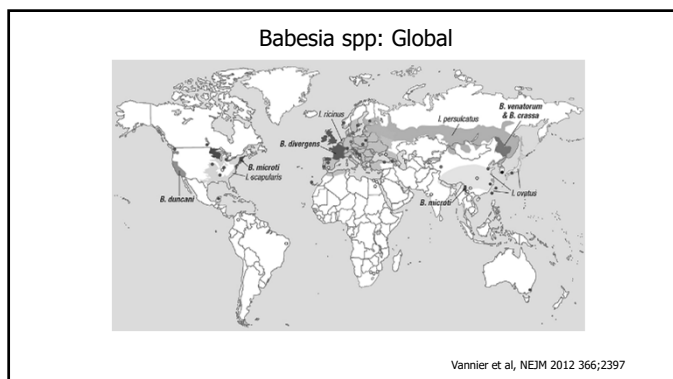 Babesia spp: Global
I. ricinus
B. divergens
I. persulcatus
B. venatorum
& B. crassa
B. microti
I. scapularis
B. duncani
B. microti
I. ovatus
Vannier et al, NEJM 2012 366;2397